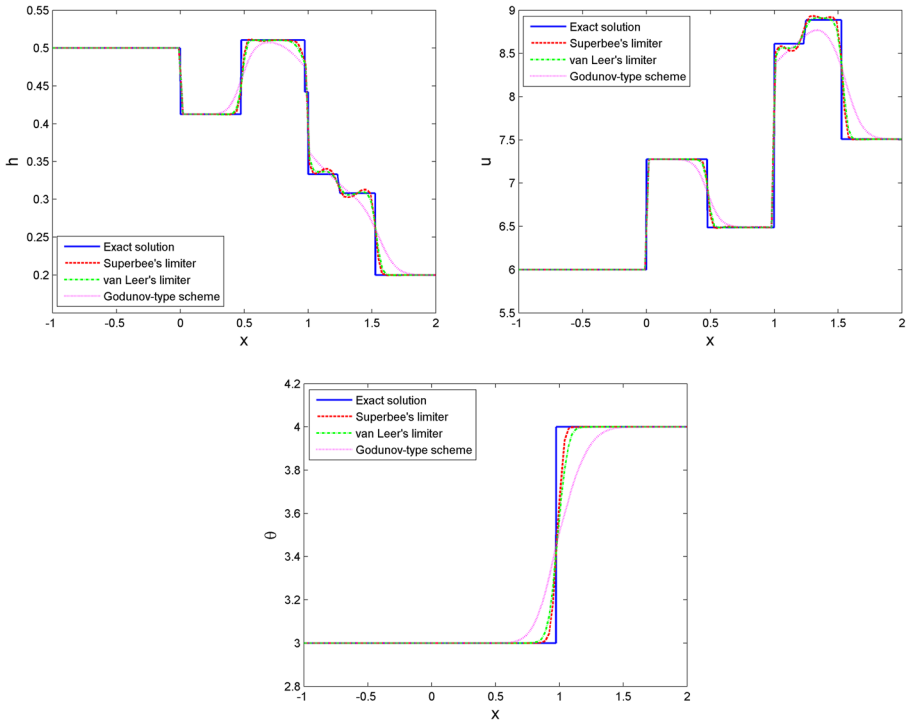 0.5
0.45
0.4
0.35
0.3
0.25
0.2
h
Exact solution
Superbee's limiter
van Leer's limiter
Godunov-type scheme
-1 -0.5 0 0.5 1 1.5 2
x
9
8.5
8
7.5
7
6.5
6
5.5
u
Exact solution
Superbee's limiter
van Leer's limiter
Godunov-type scheme
-1 -0.5 0 0.5 1 1.5 2
x
4.2
4
3.8
3.6
3.4
3.2
3
2.8
θ
Exact solution
Superbee's limiter
van Leer's limiter
Godunov-type scheme
-1 -0.5 0 0.5 1 1.5 2
x